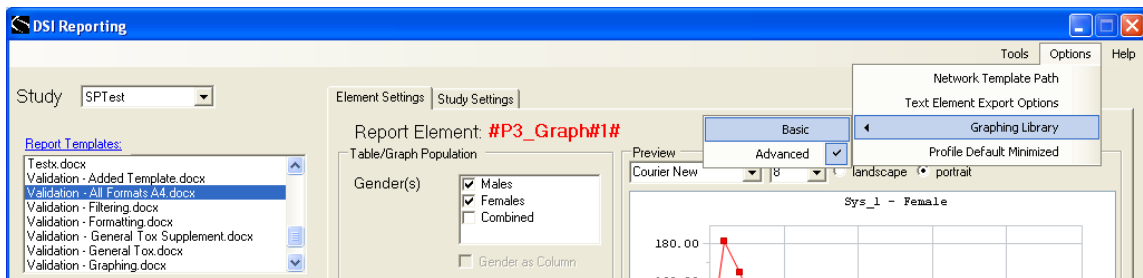 DSI Reporting
Tools Options Help
Network Template Path
Text Element Export Options
Graphing Library
Profile Default Minimized
Basic
Advanced
Study SPTest
Report Templates:
Testx.docx
Validation - Added Template.docx
Validation - All Formats A4.docx
Validation - Filtering.docx
Validation - Formatting.docx
Validation - General Tox Supplement.docx
Validation - General Tox.docx
Validation - Graphing.docx
Element Settings Study Settings
Report Element: #P3_Graph#1#
Table/Graph Population
Gender(s)
Males
Females
Combined
Gender as Column
Preview
Courier New 8 landscape portrait
Sys_1 - Female
180.00